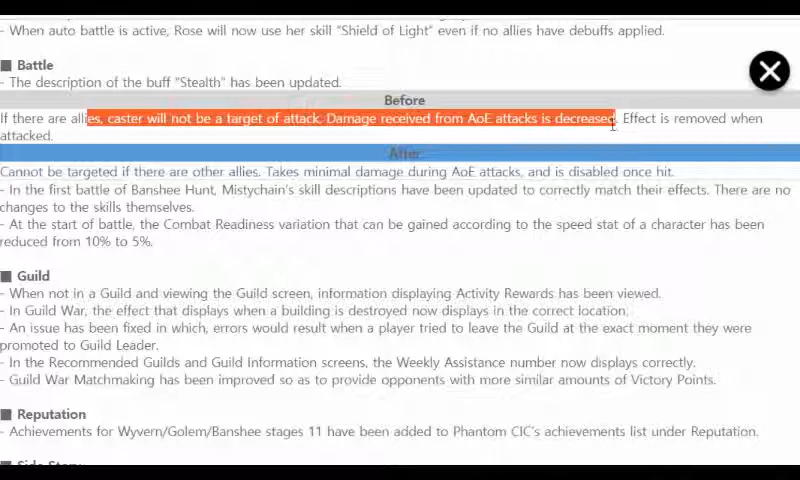 - When auto battle is active, Rose will now use her skill "Shield of Light" even if no allies have debuffs applied.
■ Battle
- The description of the buff "Stealth" has been updated.
Before
If there are allies, caster will not be a target of attack. Damage received from AoE attacks is decreased. Effect is removed when
attacked.
After
Cannot be targeted if there are other allies. Takes minimal damage during AoE attacks, and is disabled once hit.
- In the first battle of Banshee Hunt, Mistychain's skill descriptions have been updated to correctly match their effects. There are no
changes to the skills themselves.
- At the start of battle, the Combat Readiness variation that can be gained according to the speed stat of a character has been
reduced from 10% to 5%.
■ Guild
- When not in a Guild and viewing the Guild screen, information displaying Activity Rewards has been viewed.
- In Guild War, the effect that displays when a building is destroyed now displays in the correct location.
- An issue has been fixed in which, errors would result when a player tried to leave the Guild at the exact moment they were
promoted to Guild Leader.
- In the Recommended Guilds and Guild Information screens, the Weekly Assistance number now displays correctly.
- Guild War Matchmaking has been improved so as to provide opponents with more similar amounts of Victory Points.
■ Reputation
- Achievements for Wyvern/Golem/Banshee stages 11 have been added to Phantom CIC's achievements list under Reputation.
■ Side Story